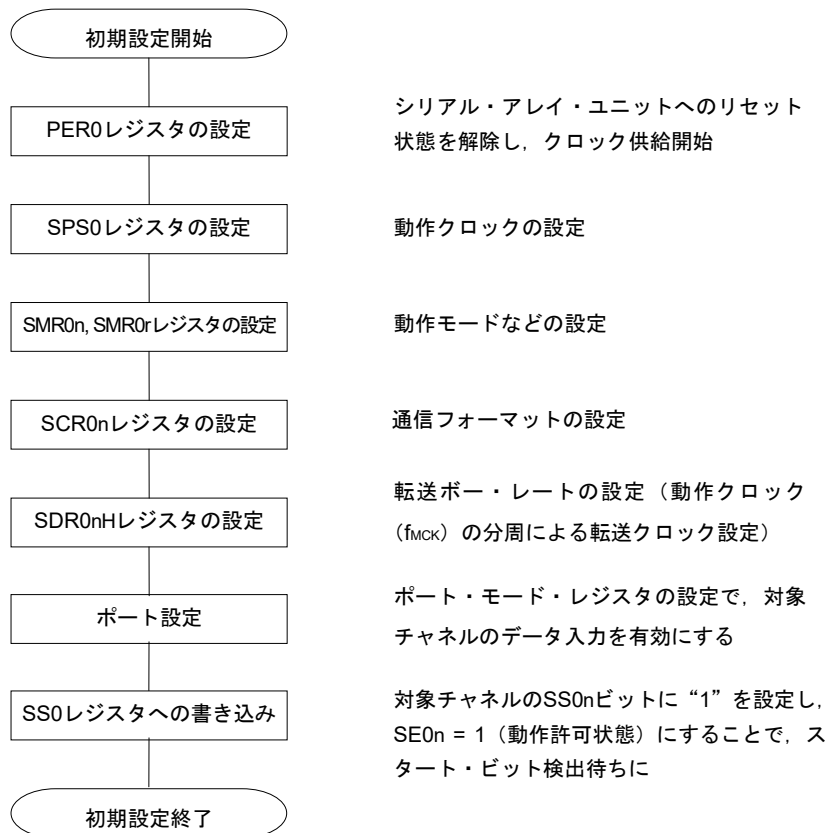 初期設定開始
PER0レジスタの設定
シリアル・アレイ・ユニットへのリセット
状態を解除し，クロック供給開始
SPS0レジスタの設定
動作クロックの設定
SMR0n, SMR0rレジスタの設定
動作モードなどの設定
SCR0nレジスタの設定
通信フォーマットの設定
SDR0nHレジスタの設定
転送ボー・レートの設定（動作クロック
（fMCK）の分周による転送クロック設定）
ポート設定
ポート・モード・レジスタの設定で，対象
チャネルのデータ入力を有効にする
SS0レジスタへの書き込み
対象チャネルのSS0nビットに“1”を設定し，
SE0n = 1（動作許可状態）にすることで，ス
タート・ビット検出待ちに
初期設定終了